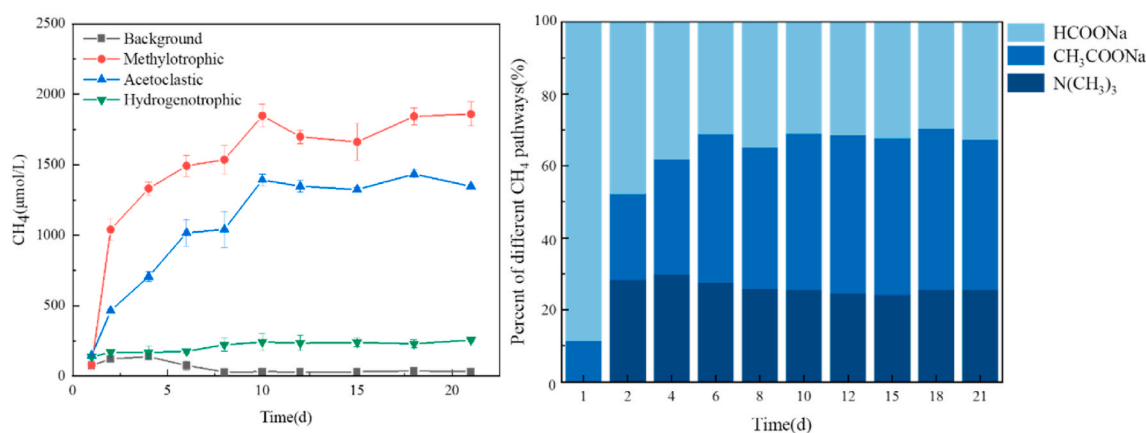 2500
2000
1500
1000
500
0
CH₄(μmol/L)
Background
Methylotrophic
Acetoclastic
Hydrogenotrophic
0 5 10 15 20
Time(d)
100
80
60
40
20
0
Percent of different CH₄ pathways(%)
1 2 4 6 8 10 12 15 18 21
Time(d)
HCOONa
CH₃COONa
N(CH₃)₃